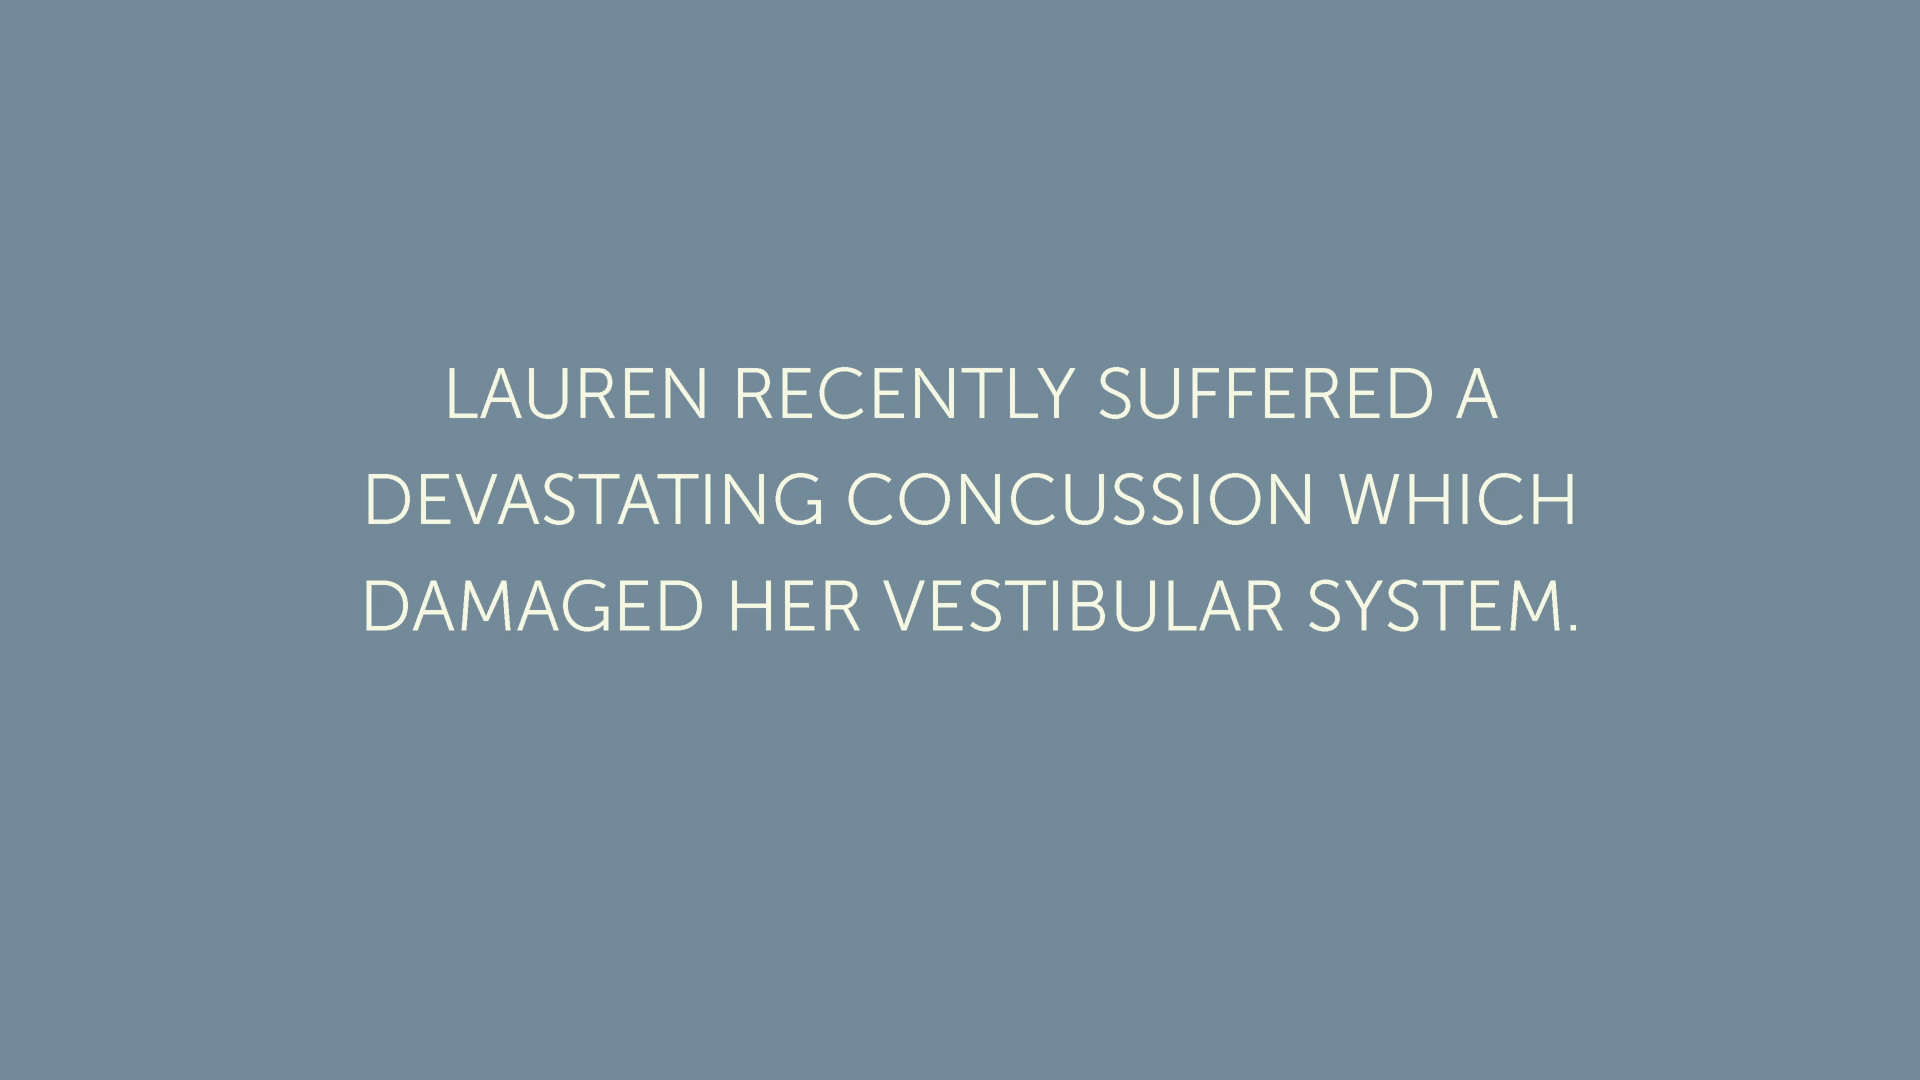 LAUREN RECENTLY SUFFERED A
DEVASTATING CONCUSSION WHICH
DAMAGED HER VESTIBULAR SYSTEM.